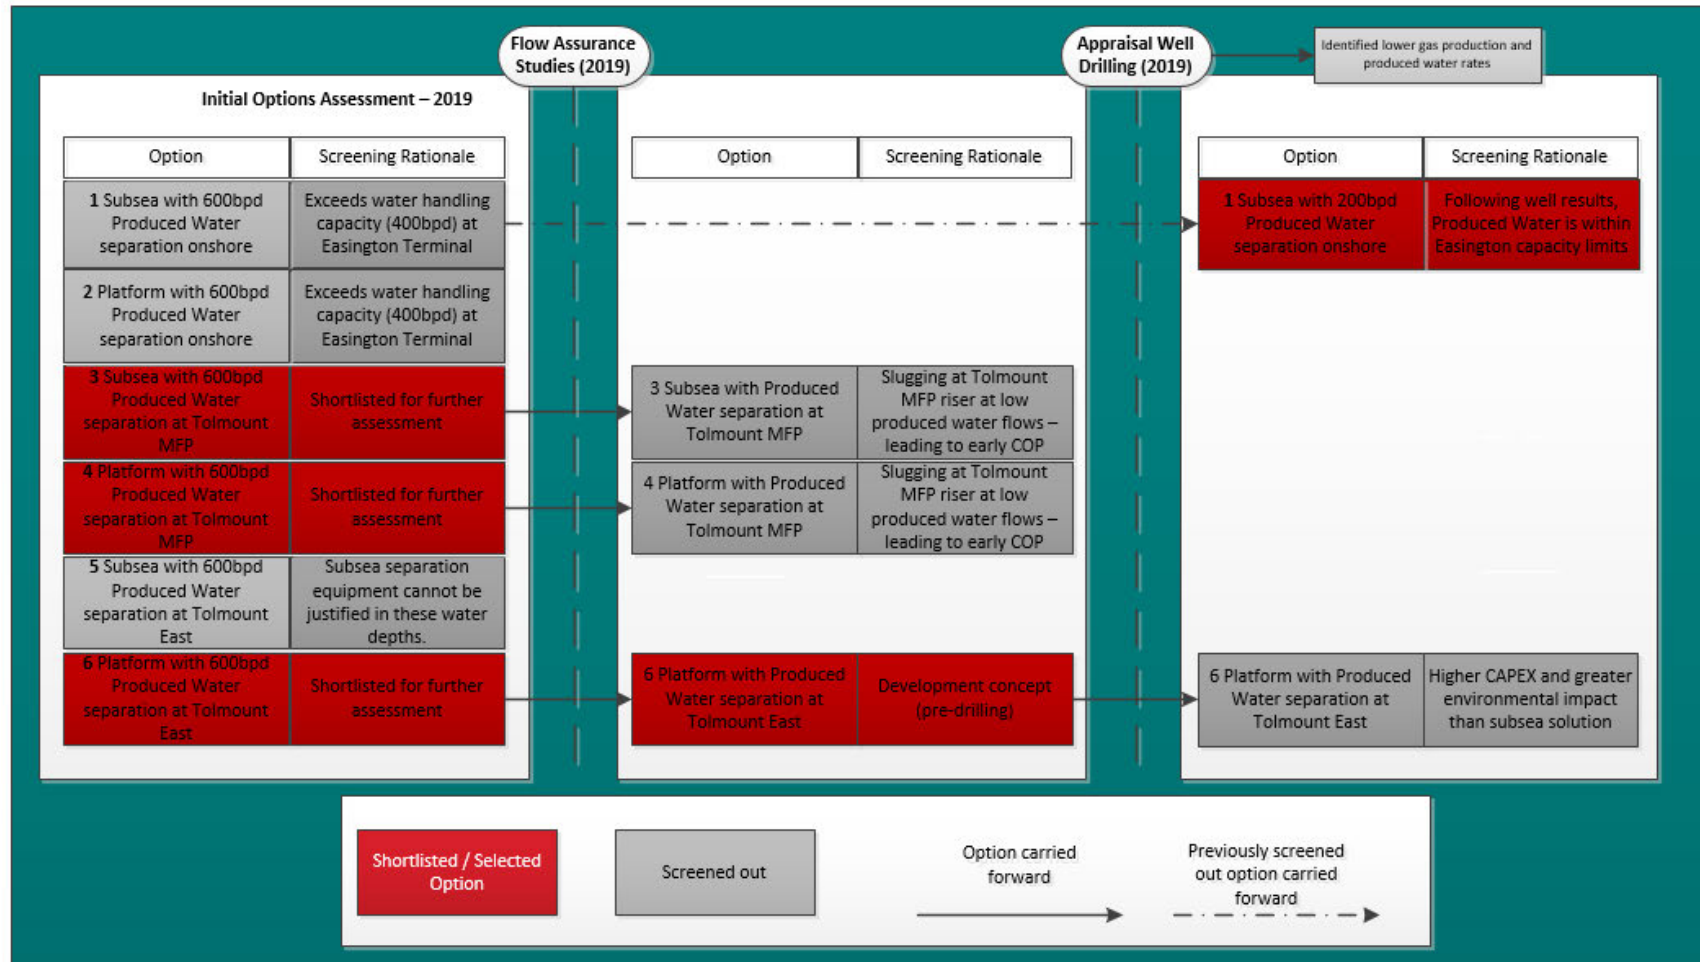 Flow Assurance
Studies (2019)
Appraisal Well
Drilling (2019)
Identified lower gas production and
produced water rates
Initial Options Assessment – 2019
Option
Screening Rationale
1 Subsea with 600bpd
Produced Water
separation onshore
Exceeds water handling
capacity (400bpd) at
Easington Terminal
2 Platform with 600bpd
Produced Water
separation onshore
Exceeds water handling
capacity (400bpd) at
Easington Terminal
3 Subsea with 600bpd
Produced Water
separation at Tolmount
MFP
Shortlisted for further
assessment
4 Platform with 600bpd
Produced Water
separation at Tolmount
MFP
Shortlisted for further
assessment
5 Subsea with 600bpd
Produced Water
separation at Tolmount
East
Subsea separation
equipment cannot be
justified in these water
depths.
6 Platform with 600bpd
Produced Water
separation at Tolmount
East
Shortlisted for further
assessment
Option
Screening Rationale
3 Subsea with Produced
Water separation at
Tolmount MFP
Slugging at Tolmount
MFP riser at low
produced water flows –
leading to early COP
4 Platform with Produced
Water separation at
Tolmount MFP
Slugging at Tolmount
MFP riser at low
produced water flows –
leading to early COP
6 Platform with Produced
Water separation at
Tolmount East
Development concept
(pre-drilling)
Option
Screening Rationale
1 Subsea with 200bpd
Produced Water
separation onshore
Following well results,
Produced Water is within
Easington capacity limits
6 Platform with Produced
Water separation at
Tolmount East
Higher CAPEX and greater
environmental impact
than subsea solution
Shortlisted / Selected
Option
Screened out
Option carried
forward
Previously screened
out option carried
forward